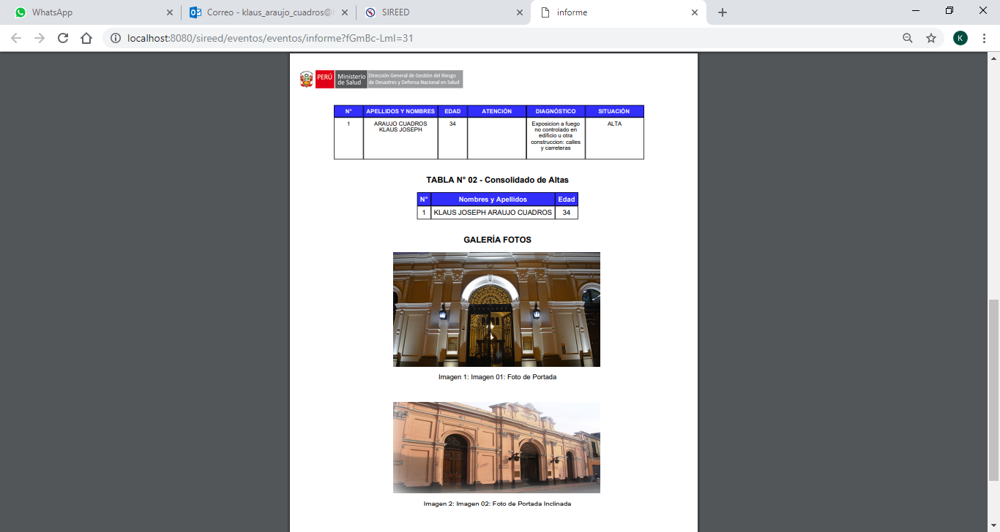 WhatsApp
Correo - klaus_araujo_cuadros@
SIREED
informe
localhost:8080/sireed/eventos/eventos/informe?fGmBc-LmI=31
K
PERÚ
Ministerio
de Salud
Dirección General de Gestión del Riesgo
de Desastres y Defensa Nacional en Salud
N° APELLIDOS Y NOMBRES EDAD ATENCIÓN DIAGNÓSTICO SITUACIÓN
1 ARAUJO CUADROS 34 Exposicion a fuego ALTA
KLAUS JOSEPH no controlado en
edificio u otra
construccion: calles
y carreteras
TABLA N° 02 - Consolidado de Altas
N° Nombres y Apellidos Edad
1 KLAUS JOSEPH ARAUJO CUADROS 34
GALERÍA FOTOS
Imagen 1: Imagen 01: Foto de Portada
Imagen 2: Imagen 02: Foto de Portada Inclinada